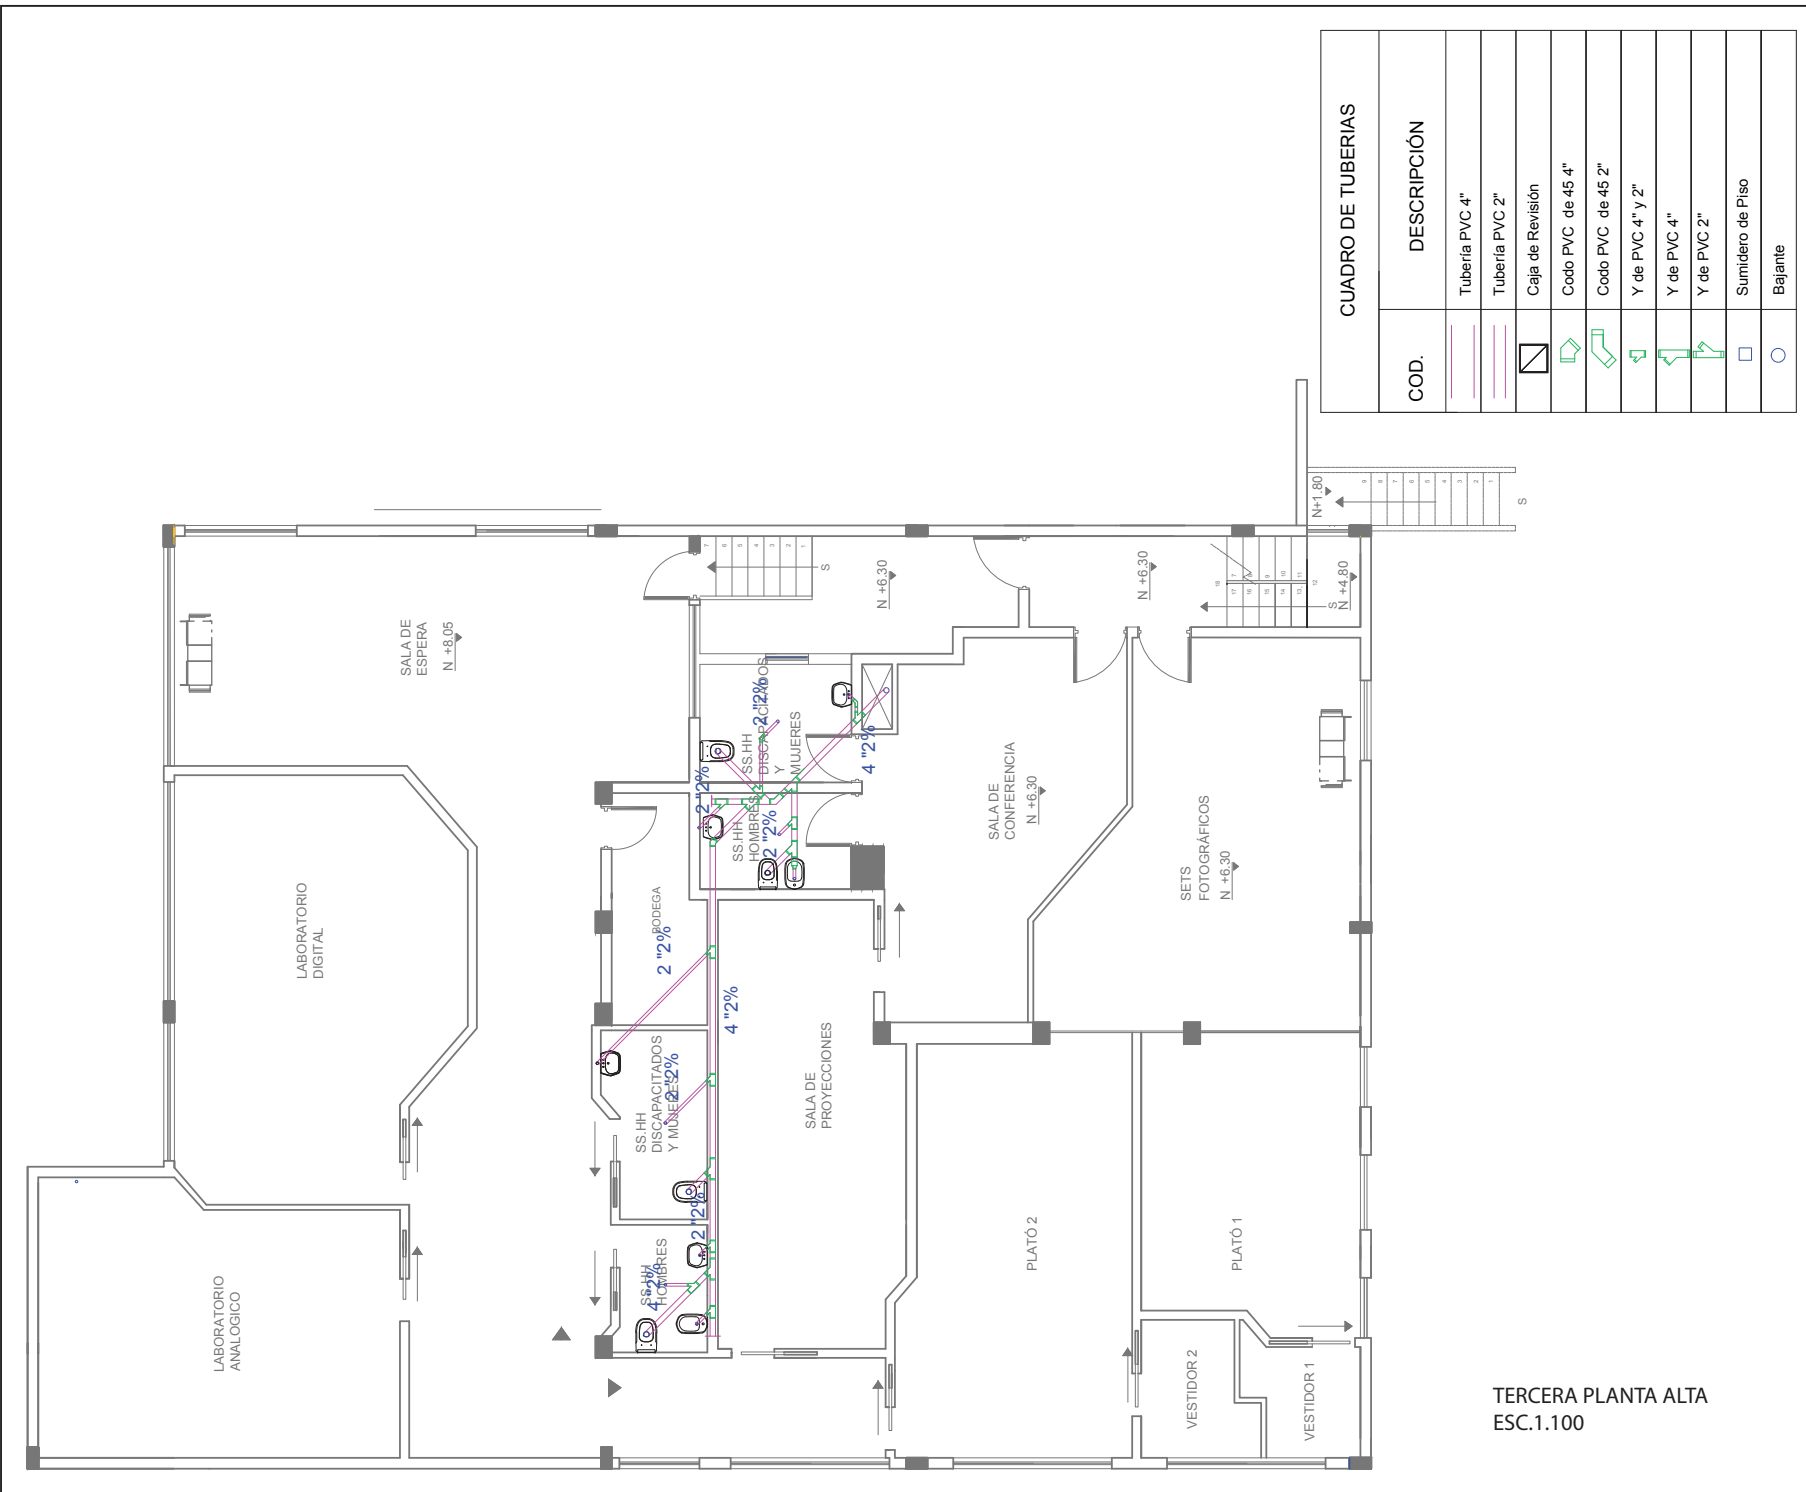 CUADRO DE TUBERIAS
COD.
DESCRIPCIÓN
Tubería PVC 4"
Tubería PVC 2"
Caja de Revisión
Codo PVC de 45 4"
Codo PVC de 45 2"
Y de PVC 4" y 2"
Y de PVC 4"
Y de PVC 2"
Sumidero de Piso
Bajante
SALA DE
ESPERA
N +8.05
N +6.30
N +6.30
N+1.80
N +4.80
S
S
S
SS.HH
DISCAPACITADOS
Y
MUJERES
2 "2%
4 "2%
2 "2%
SS.HH
HOMBRES
2 "2%
SALA DE
CONFERENCIA
N +6.30
SETS
FOTOGRÁFICOS
N +6.30
LABORATORIO
DIGITAL
BODEGA
2 "2%
4 "2%
SS.HH
DISCAPACITADOS
Y MUJERES
2 "2%
SALA DE
PROYECCIONES
2 "2%
SS.HH
HOMBRES
4 "2%
LABORATORIO
ANALOGICO
PLATÓ 2
PLATÓ 1
VESTIDOR 2
VESTIDOR 1
TERCERA PLANTA ALTA
ESC.1.100